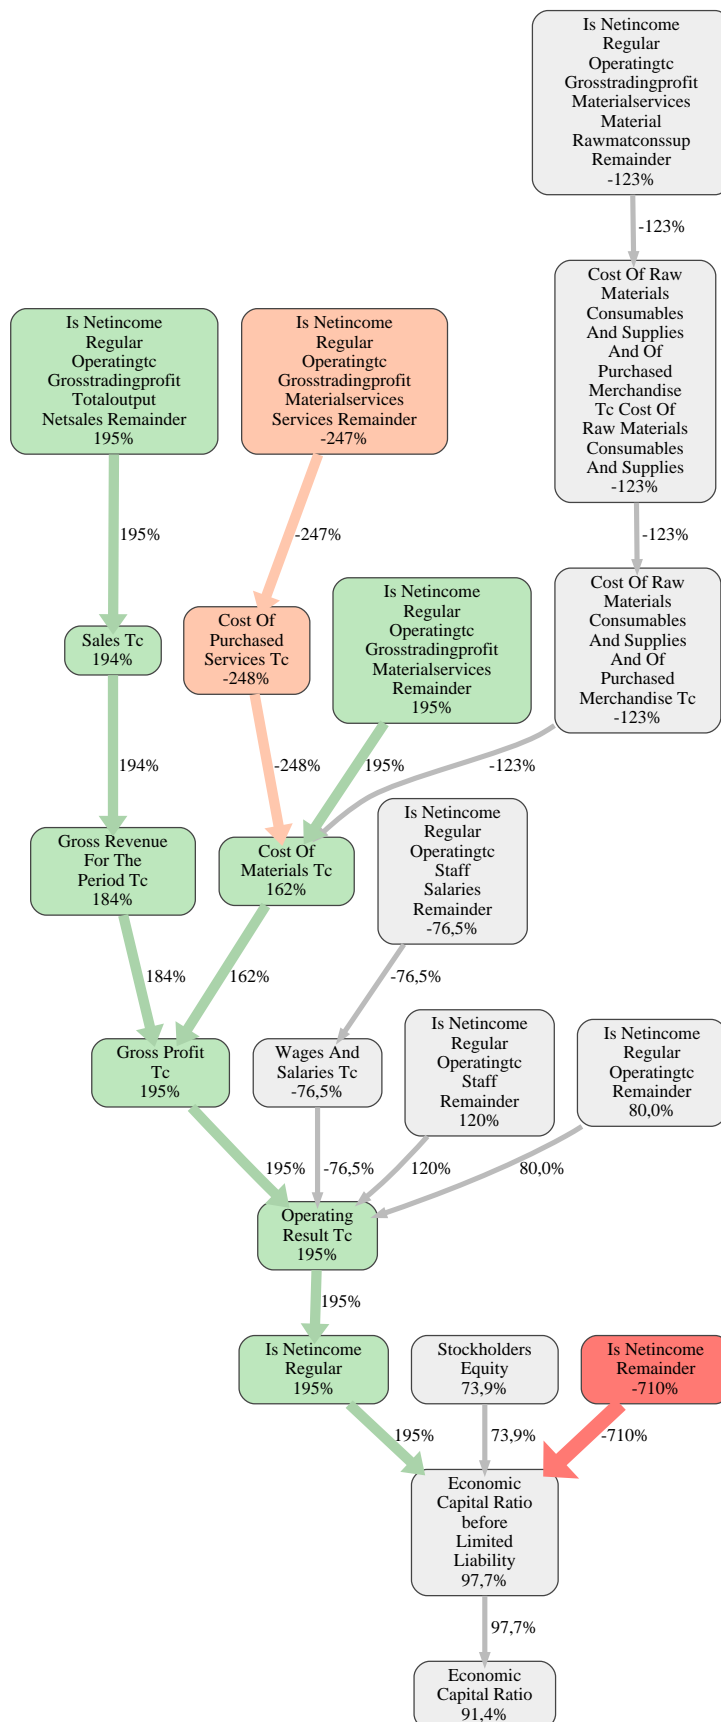 Is Netincome
Regular
Operatingtc
Grosstradingprofit
Materialservices
Material
Rawmatconssup
Remainder
-123%
-123%
Cost Of Raw
Materials
Consumables
And Supplies
And Of
Purchased
Merchandise
Tc Cost Of
Raw Materials
Consumables
And Supplies
-123%
Is Netincome
Regular
Operatingtc
Grosstradingprofit
Totaloutput
Netsales Remainder
195%
Is Netincome
Regular
Operatingtc
Grosstradingprofit
Materialservices
Services Remainder
-247%
195%
-247%
-123%
Sales Tc
194%
Cost Of
Purchased
Services Tc
-248%
Is Netincome
Regular
Operatingtc
Grosstradingprofit
Materialservices
Remainder
195%
Cost Of Raw
Materials
Consumables
And Supplies
And Of
Purchased
Merchandise Tc
-123%
194%
-248%
195%
-123%
Gross Revenue
For The
Period Tc
184%
Cost Of
Materials Tc
162%
Is Netincome
Regular
Operatingtc
Staff
Salaries
Remainder
-76,5%
184%
162%
-76,5%
Gross Profit
Tc
195%
Wages And
Salaries Tc
-76,5%
Is Netincome
Regular
Operatingtc
Staff
Remainder
120%
Is Netincome
Regular
Operatingtc
Remainder
80,0%
195%
-76,5%
120%
80,0%
Operating
Result Tc
195%
195%
Is Netincome
Regular
195%
Stockholders
Equity
73,9%
Is Netincome
Remainder
-710%
195%
73,9%
-710%
Economic
Capital Ratio
before
Limited
Liability
97,7%
97,7%
Economic
Capital Ratio
91,4%